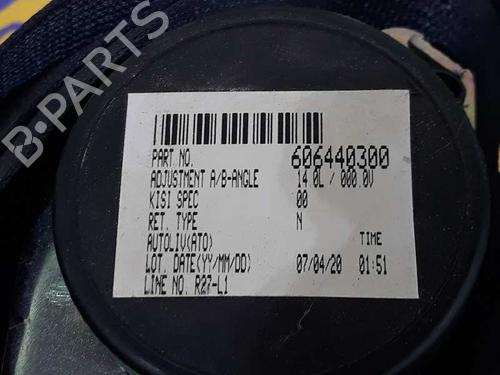 B-PARTS
PART NO. 606440300
ADJUSTMENT A/B-ANGLE 14.0L / 000.0V
KISI SPEC 00
RET. TYPE N
AUTOLIV(ATO) TIME
LOT. DATE(YY/MM/DD) 07/04/20 01:51
LINE NO. R27-L1